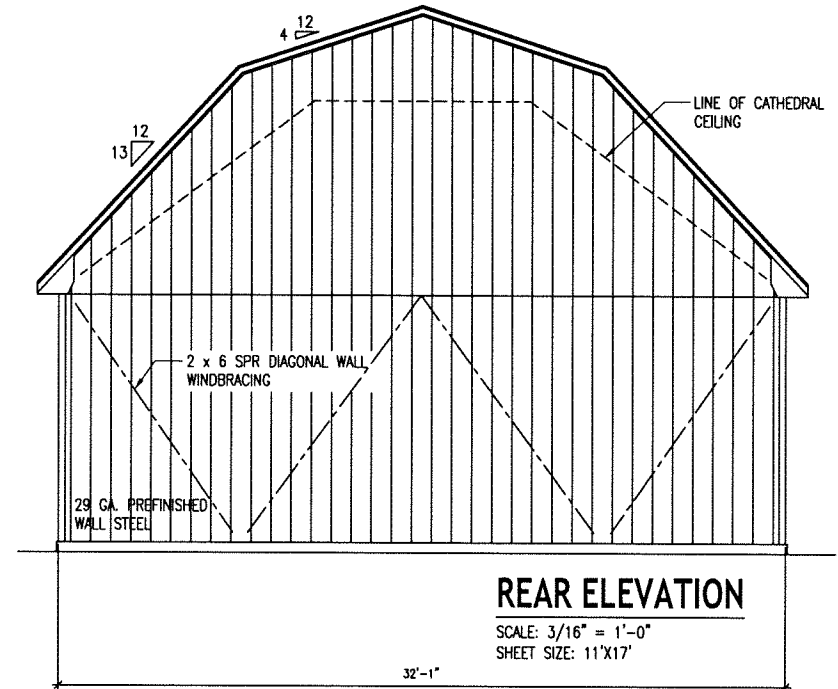 12
4
LINE OF CATHEDRAL
CEILING
12
13
2 x 6 SPR DIAGONAL WALL
WINDBRACING
29 GA. PREFINISHED
WALL STEEL
REAR ELEVATION
SCALE: 3/16" = 1'-0"
SHEET SIZE: 11'X17'
32'-1"